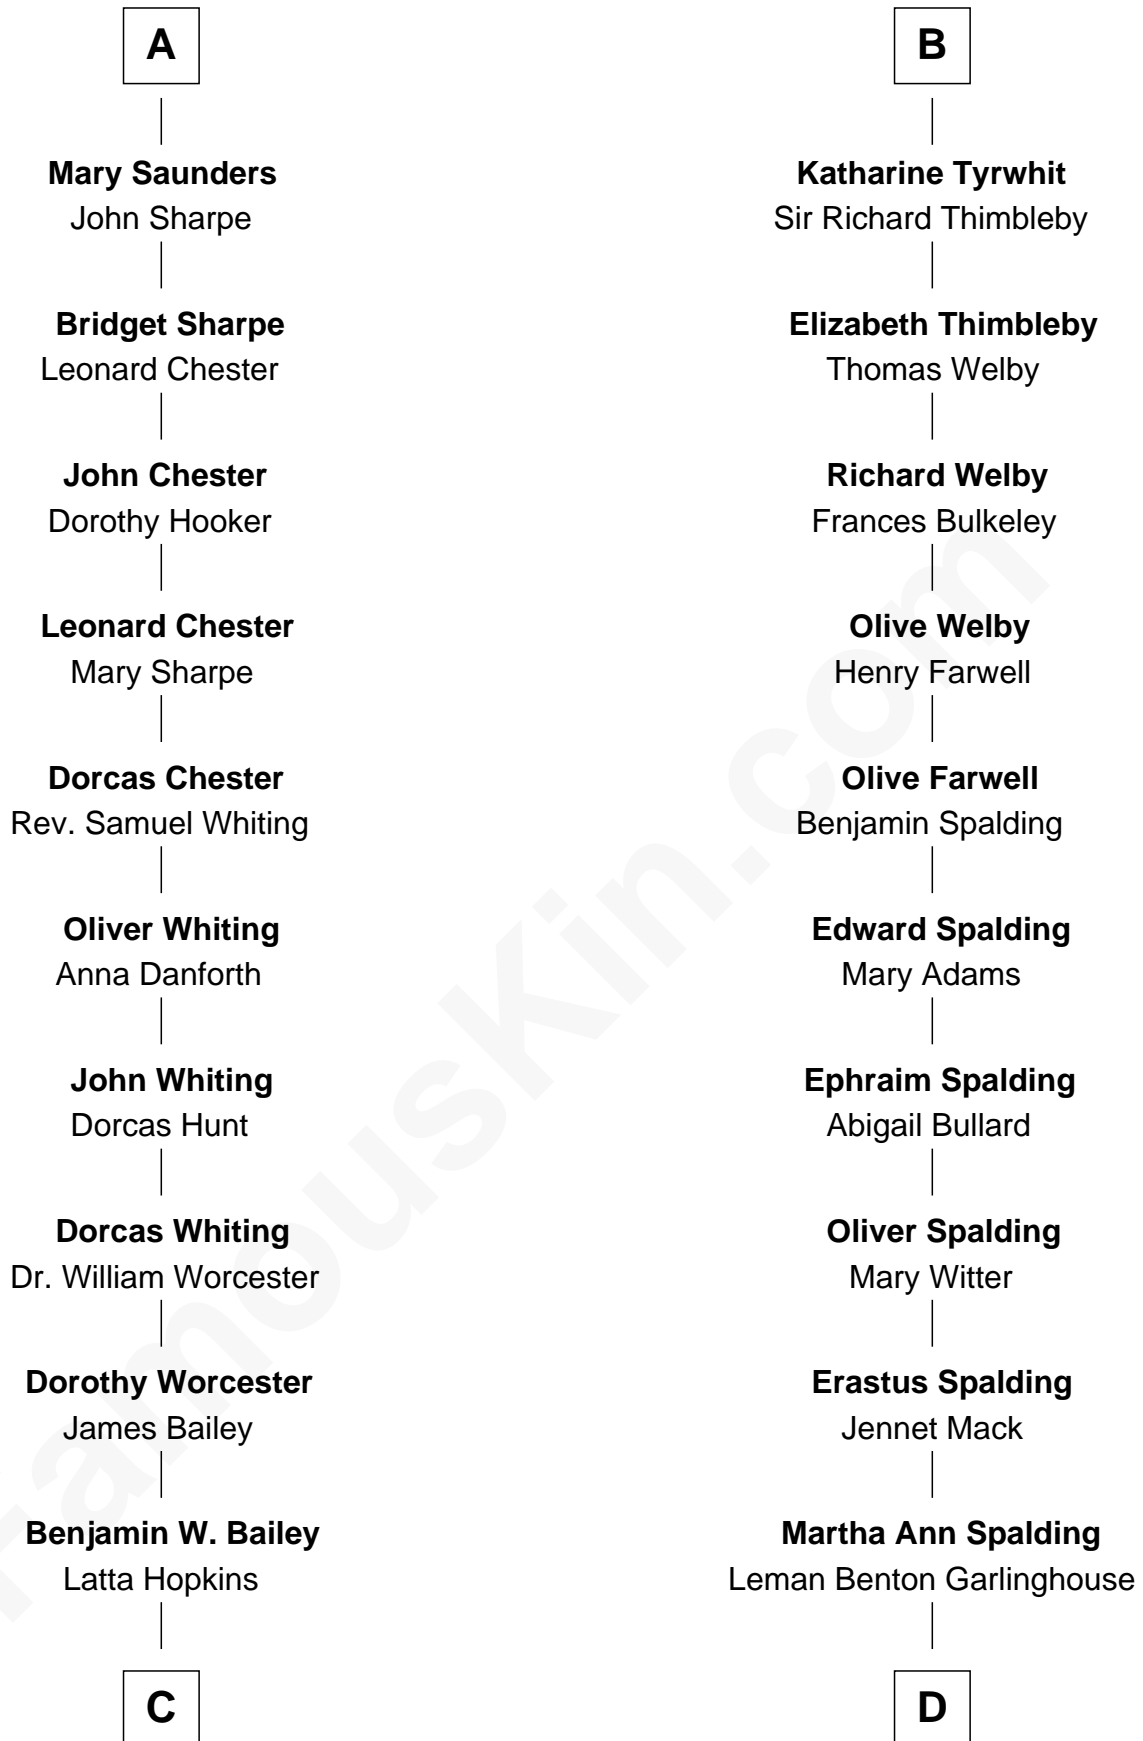 A
Mary Saunders
John Sharpe
Bridget Sharpe
Leonard Chester
John Chester
Dorothy Hooker
Leonard Chester
Mary Sharpe
Dorcas Chester
Rev. Samuel Whiting
Oliver Whiting
Anna Danforth
John Whiting
Dorcas Hunt
Dorcas Whiting
Dr. William Worcester
Dorothy Worcester
James Bailey
Benjamin W. Bailey
Latta Hopkins
C
B
Katharine Tyrwhit
Sir Richard Thimbleby
Elizabeth Thimbleby
Thomas Welby
Richard Welby
Frances Bulkeley
Olive Welby
Henry Farwell
Olive Farwell
Benjamin Spalding
Edward Spalding
Mary Adams
Ephraim Spalding
Abigail Bullard
Oliver Spalding
Mary Witter
Erastus Spalding
Jennet Mack
Martha Ann Spalding
Leman Benton Garlinghouse
D
FamousKin.com